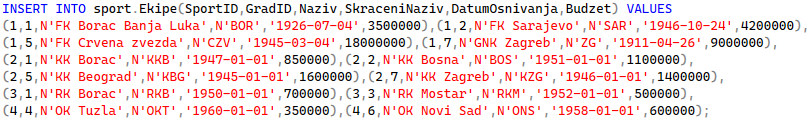 INSERT INTO sport.Ekipe(SportID,GradID,Naziv,SkraceniNaziv,DatumOsnivanja,Budzet) VALUES
(1,1,N'FK Borac Banja Luka',N'BOR','1926-07-04',3500000),(1,2,N'FK Sarajevo',N'SAR','1946-10-24',4200000),
(1,5,N'FK Crvena zvezda',N'CZV','1945-03-04',18000000),(1,7,N'GNK Zagreb',N'ZG','1911-04-26',9000000),
(2,1,N'KK Borac',N'KKB','1947-01-01',850000),(2,2,N'KK Bosna',N'BOS','1951-01-01',1100000),
(2,5,N'KK Beograd',N'KBG','1945-01-01',1600000),(2,7,N'KK Zagreb',N'KZG','1946-01-01',1400000),
(3,1,N'RK Borac',N'RKB','1950-01-01',700000),(3,3,N'RK Mostar',N'RKM','1952-01-01',500000),
(4,4,N'OK Tuzla',N'OKT','1960-01-01',350000),(4,6,N'OK Novi Sad',N'ONS','1958-01-01',600000);